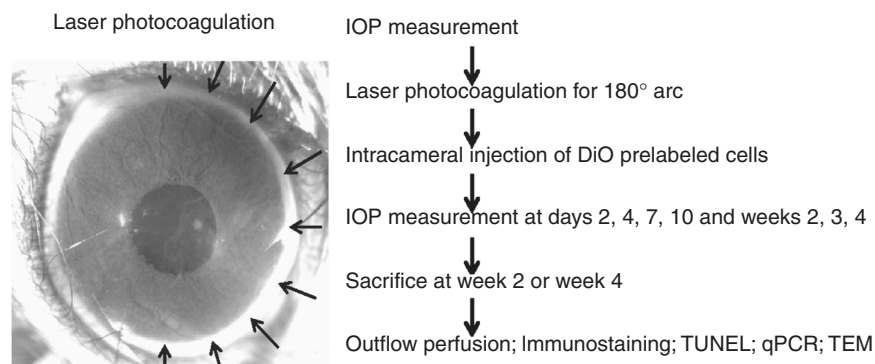 Laser photocoagulation
IOP measurement
Laser photocoagulation for 180° arc
Intracameral injection of DiO prelabeled cells
IOP measurement at days 2, 4, 7, 10 and weeks 2, 3, 4
Sacrifice at week 2 or week 4
Outflow perfusion; Immunostaining; TUNEL; qPCR; TEM